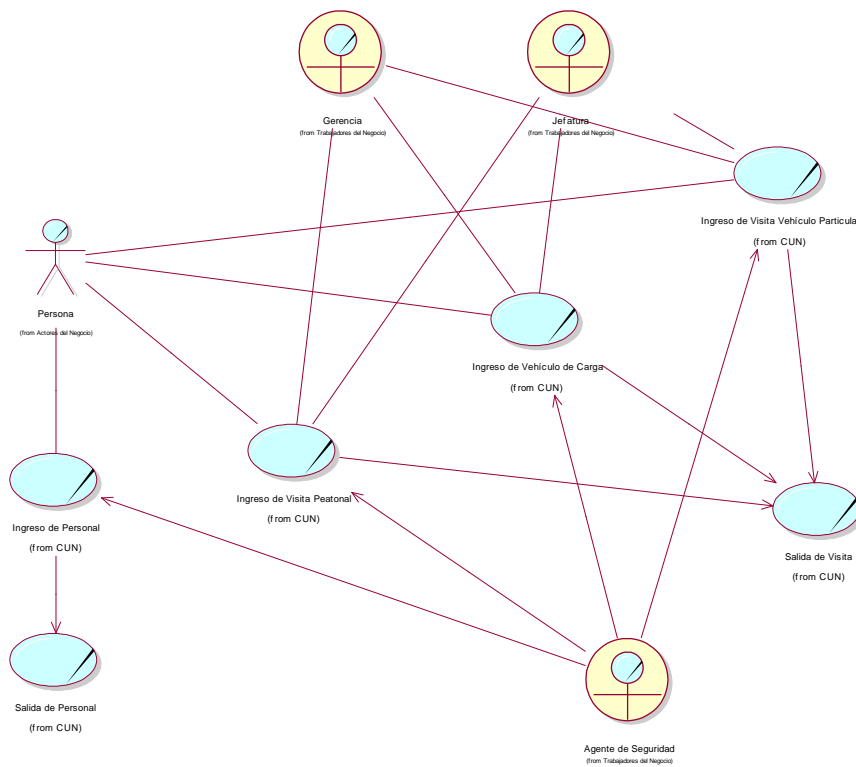 Gerencia
(from Trabajadores del Negocio)
Jefatura
(from Trabajadores del Negocio)
Ingreso de Visita Vehículo Particula
(from CUN)
Persona
(from Actores del Negocio)
Ingreso de Vehículo de Carga
(from CUN)
Ingreso de Visita Peatonal
(from CUN)
Ingreso de Personal
(from CUN)
Salida de Visita
(from CUN)
Salida de Personal
(from CUN)
Agente de Seguridad
(from Trabajadores del Negocio)